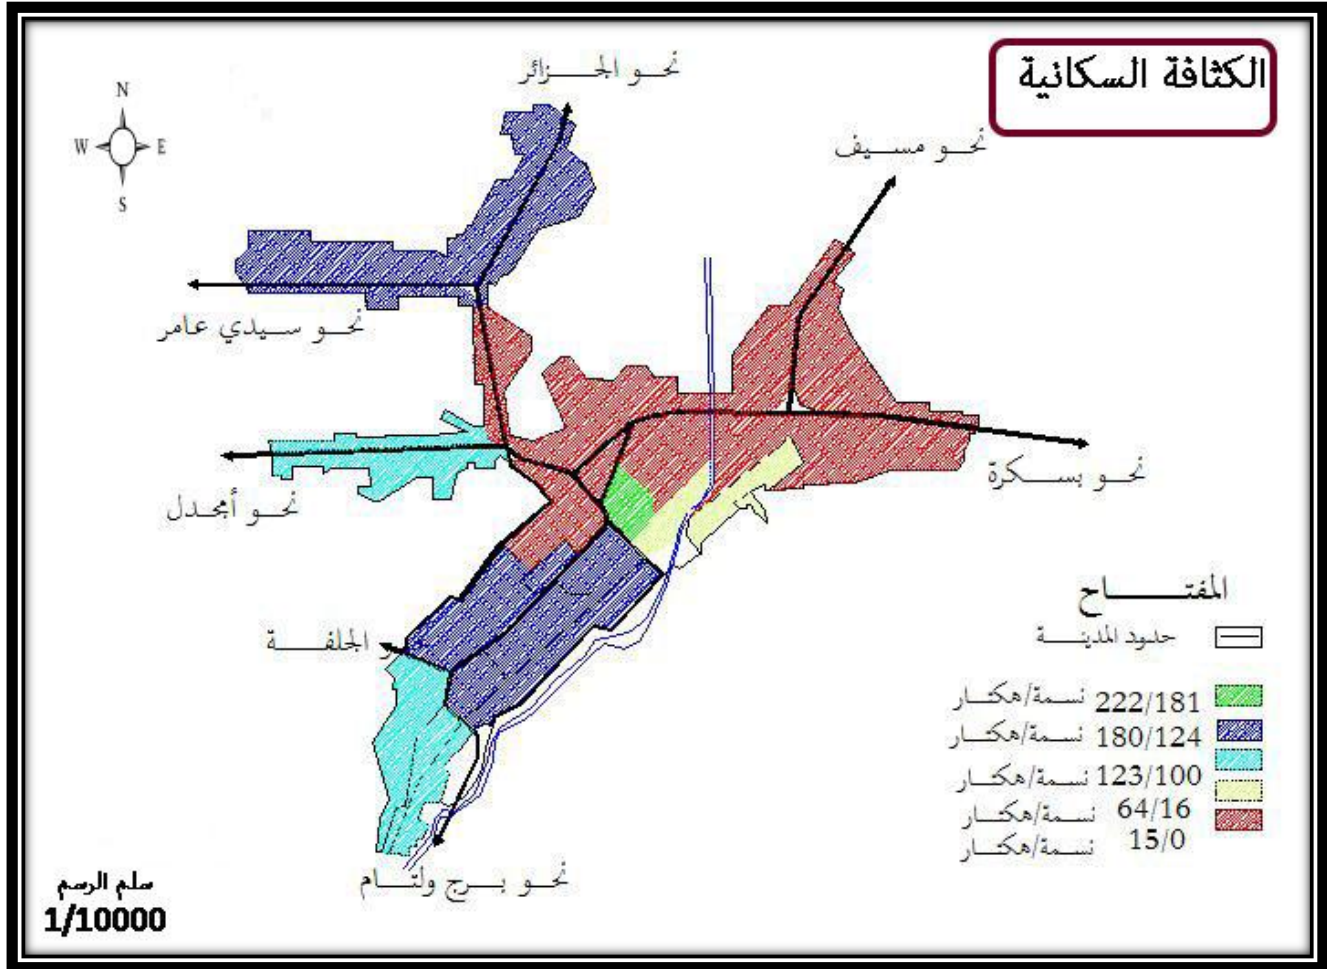 الكثافة السكانية
نحو الجزائر
نحو مسيف
N
W E
S
نحو سيدي عامر
نحو بسكرة
نحو أمجدل
الجلفة
نحو برج ولتام
المفتاح
حدود المدينة
222/181 نسمة/هكتار
180/124 نسمة/هكتار
123/100 نسمة/هكتار
64/16 نسمة/هكتار
15/0 نسمة/هكتار
سلم الرسم
1/10000